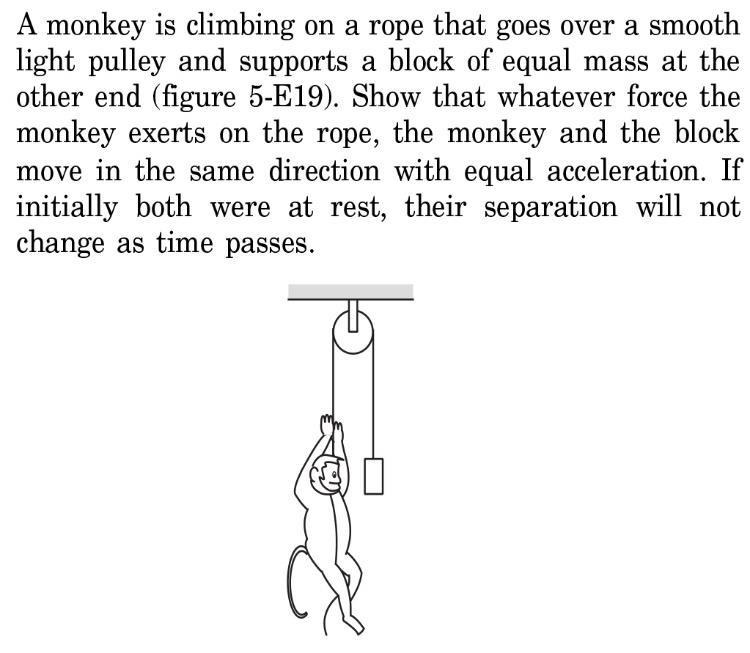 A monkey is climbing on a rope that goes over a smooth
light pulley and supports a block of equal mass at the
other end (figure 5-E19). Show that whatever force the
monkey exerts on the rope, the monkey and the block
move in the same direction with equal acceleration. If
initially both were at rest, their separation will not
change as time passes.